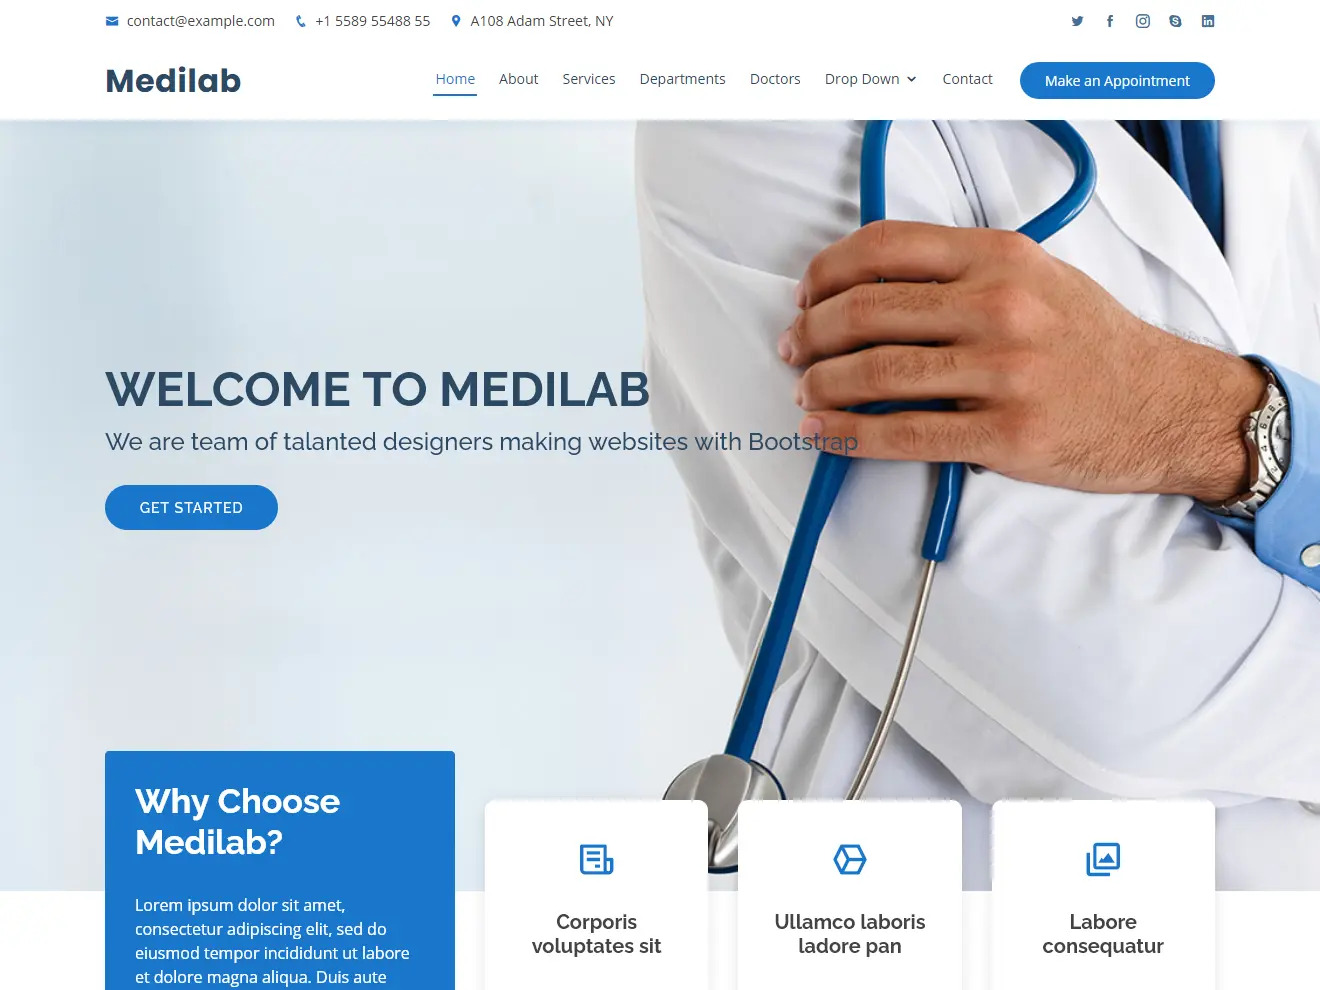 contact@example.com +1 5589 55488 55 A108 Adam Street, NY
Medilab
Home About Services Departments Doctors Drop Down Contact Make an Appointment
WELCOME TO MEDILAB
We are team of talanted designers making websites with Bootstrap
GET STARTED
Why Choose
Medilab?
Lorem ipsum dolor sit amet,
consectetur adipiscing elit, sed do
eiusmod tempor incididunt ut labore
et dolore magna aliqua. Duis aute
Corporis
voluptates sit
Ullamco laboris
ladore pan
Labore
consequatur